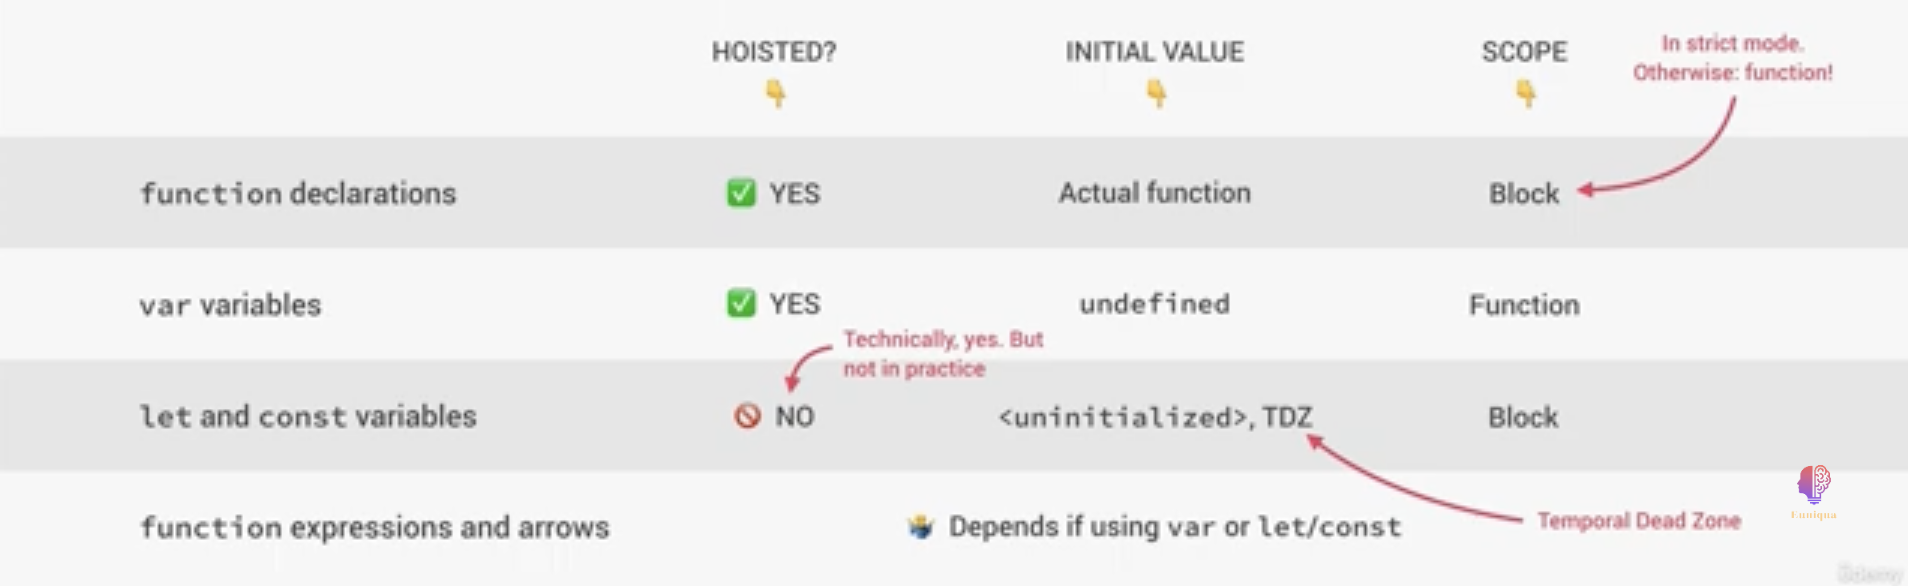 HOISTED? INITIAL VALUE SCOPE
In strict mode.
Otherwise: function!
function declarations YES Actual function Block
var variables YES undefined Function
Technically, yes. But
not in practice
let and const variables NO <uninitialized>, TDZ Block
function expressions and arrows Depends if using var or let/const
Temporal Dead Zone
Euniqua
Udemy